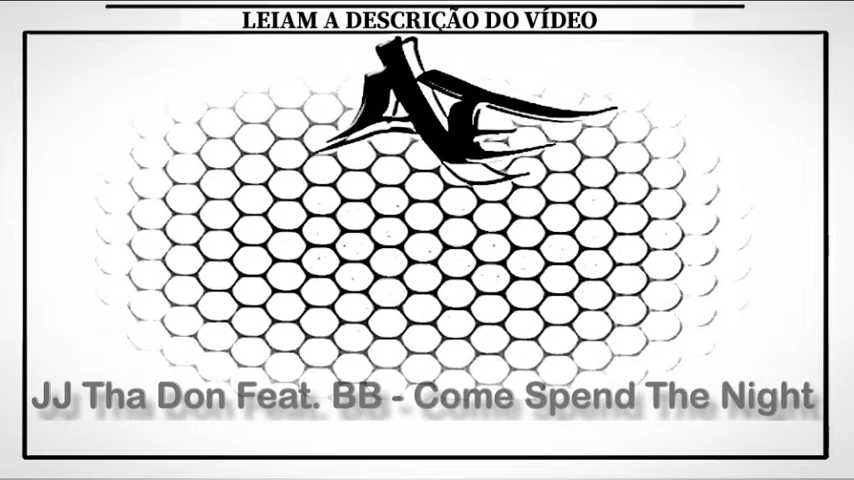 LEIAM A DESCRIÇÃO DO VÍDEO
JJ Tha Don Feat. BB - Come Spend The Night